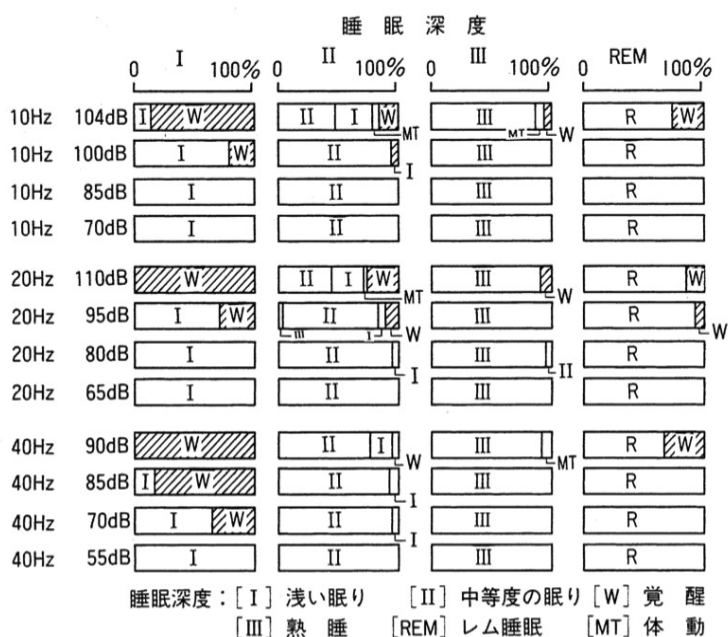 睡眠深度
I II III REM
0 100% 0 100% 0 100% 0 100%
10Hz 104dB I W II I W MT III MT W R W
10Hz 100dB I W II I III R
10Hz 85dB I II III R
10Hz 70dB I II III R
20Hz 110dB W II I W MT III W R W
20Hz 95dB I W III II I W III R W
20Hz 80dB I II I III II R
20Hz 65dB I II III R
40Hz 90dB W II I W III MT R W
40Hz 85dB I W II I III R
40Hz 70dB I W II I III R
40Hz 55dB I II III R
睡眠深度:[I] 浅い眠り [II] 中等度の眠り [W] 覚醒
[III] 熟睡 [REM] レム睡眠 [MT] 体動